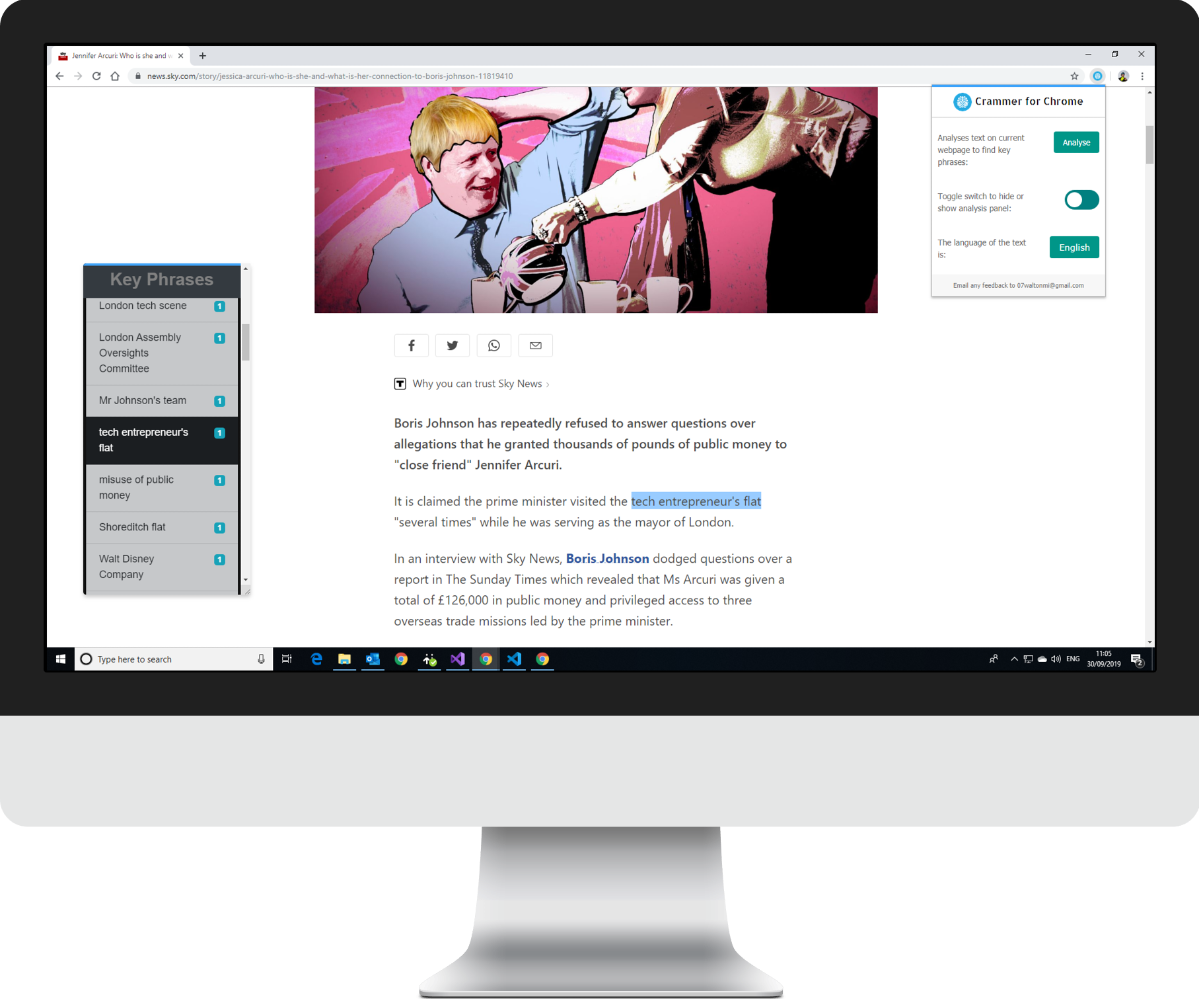 Jennifer Arcuri: Who is she and
news.sky.com/story/jessica-arcuri-who-is-she-and-what-is-her-connection-to-boris-johnson-11819410
Crammer for Chrome
Analyses text on current
webpage to find key
phrases:
Analyse
Toggle switch to hide or
show analysis panel:
The language of the text
is:
English
Email any feedback to 07waltonmi@gmail.com
Key Phrases
London tech scene 1
London Assembly 1
Oversights
Committee
Mr Johnson's team 1
tech entrepreneur's 1
flat
misuse of public 1
money
Shoreditch flat 1
Walt Disney 1
Company
Why you can trust Sky News ›
Boris Johnson has repeatedly refused to answer questions over
allegations that he granted thousands of pounds of public money to
"close friend" Jennifer Arcuri.
It is claimed the prime minister visited the tech entrepreneur's flat
"several times" while he was serving as the mayor of London.
In an interview with Sky News, Boris Johnson dodged questions over a
report in The Sunday Times which revealed that Ms Arcuri was given a
total of £126,000 in public money and privileged access to three
overseas trade missions led by the prime minister.
Type here to search
ENG
11:05
30/09/2019
2